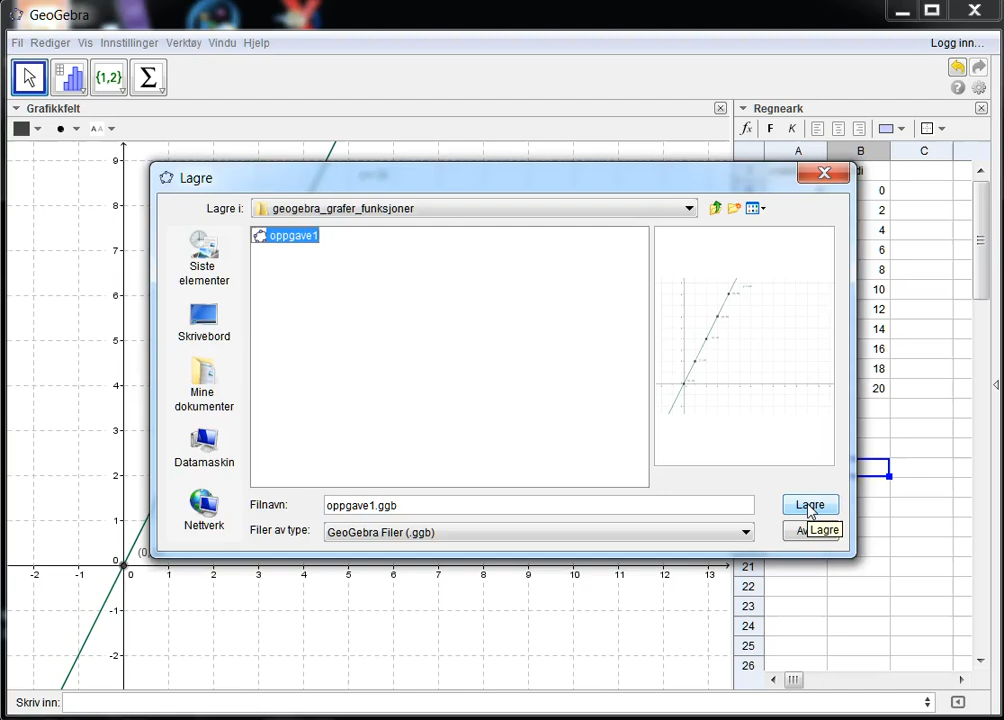 GeoGebra
Fil Rediger Vis Innstillinger Verktøy Vindu Hjelp Logg inn...
{1,2} Σ
Grafikkfelt Regneark
A A fx F K
A B C
9
8
7
6
5
4
3
2
1
0
-1
-2
-2 -1 0 1 2 3 4 5 6 7 8 9 10 11 12 13
Lagre
Lagre i: geogebra_grafer_funksjoner
oppgave1
Siste
elementer
Skrivebord
Mine
dokumenter
Datamaskin
Nettverk
Filnavn: oppgave1.ggb Lagre
Filer av type: GeoGebra Filer (.ggb)
Lagre
0
2
4
6
8
10
12
14
16
18
20
21
22
23
24
25
26
Skriv inn: